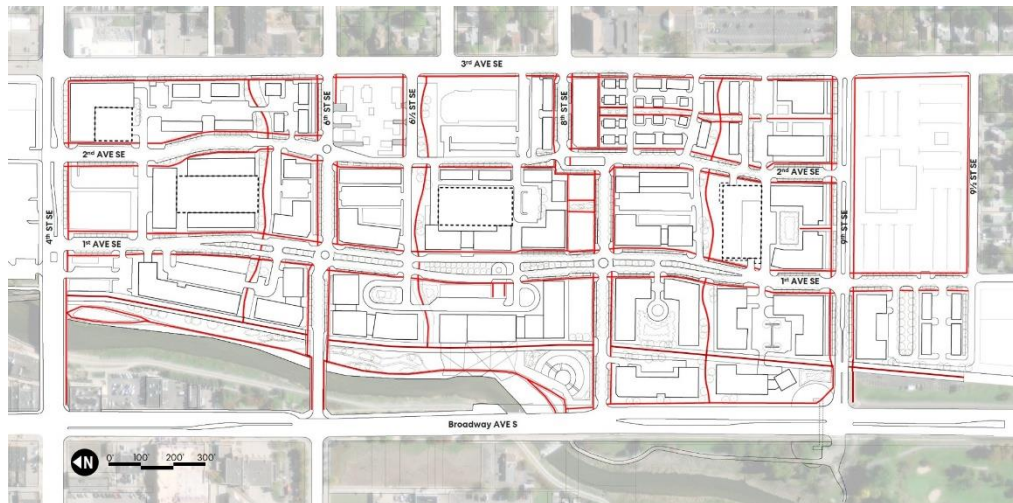 3rd AVE SE
6th ST SE
6½ ST SE
8th ST SE
2nd AVE SE
2nd AVE SE
4th ST SE
9th ST SE
9½ ST SE
1st AVE SE
1st AVE SE
Broadway AVE S
N 0' 100' 200' 300'